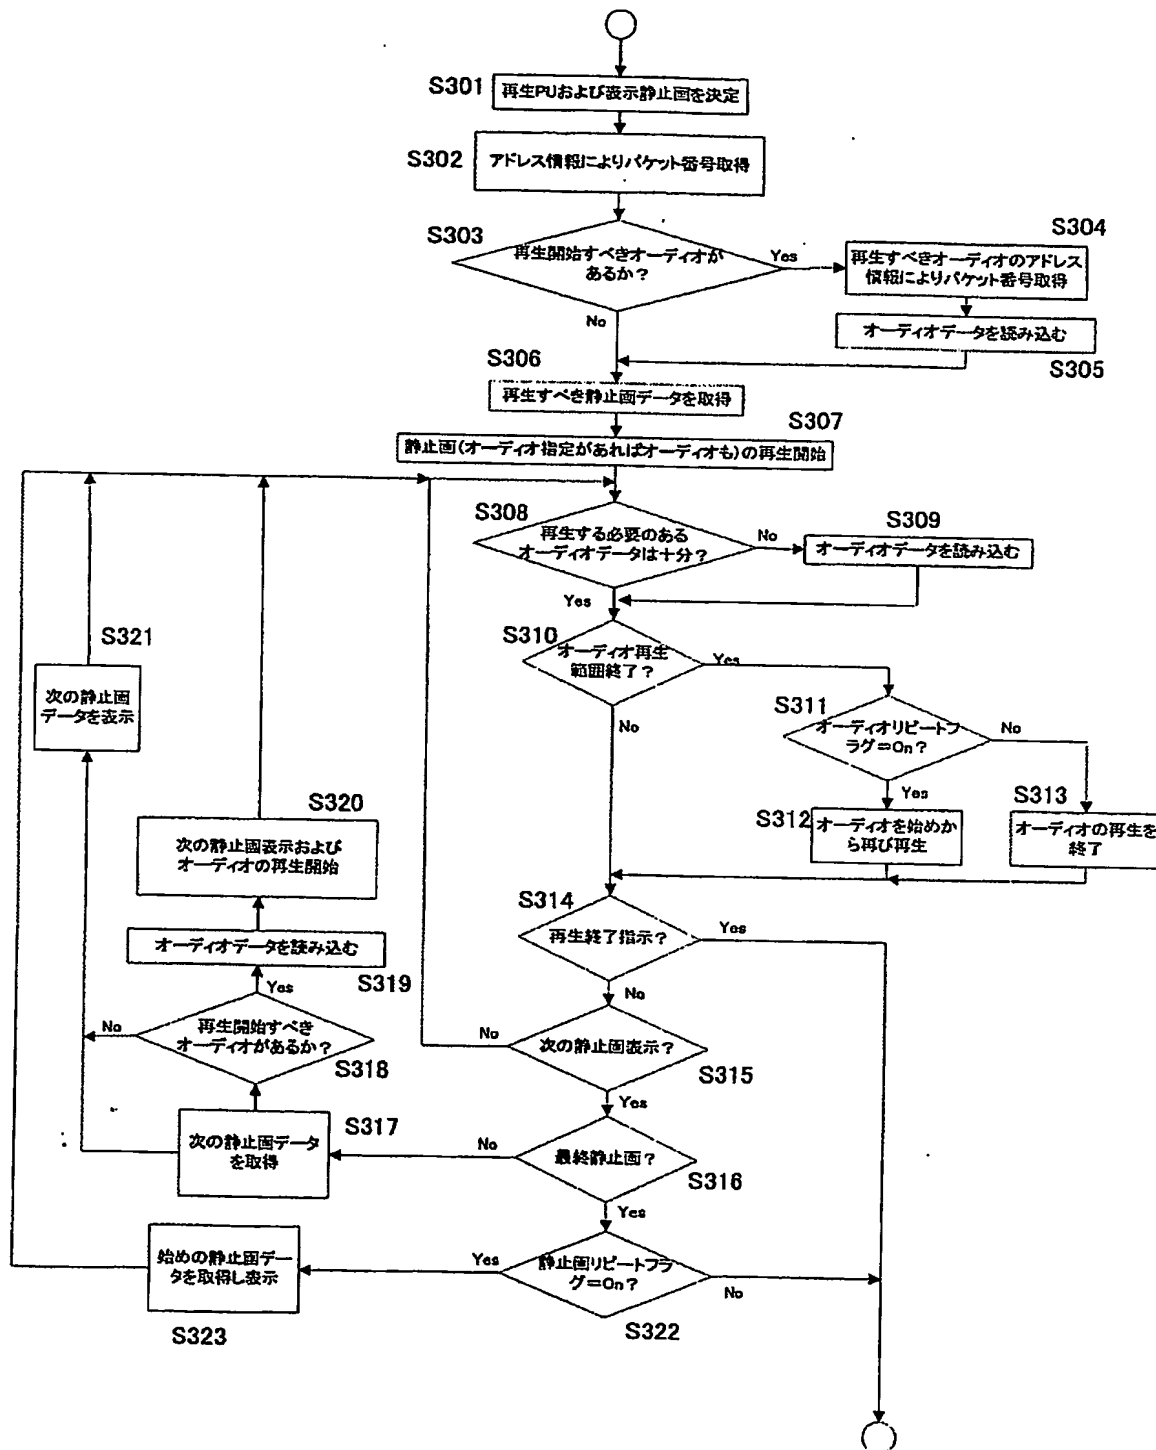 S301
再生PUおよび表示静止画を決定
S302
アドレス情報によりパケット番号取得
S303
再生開始すべきオーディオが
あるか？
Yes
No
S304
再生すべきオーディオのアドレス
情報によりパケット番号取得
オーディオデータを読み込む
S305
S306
再生すべき静止画データを取得
S307
静止画(オーディオ指定があればオーディオも)の再生開始
S308
再生する必要のある
オーディオデータは十分？
No
Yes
S309
オーディオデータを読み込む
S310
オーディオ再生
範囲終了？
Yes
No
S311
オーディオリピートフ
ラグ=On？
No
Yes
S312
オーディオを始めか
ら再び再生
S313
オーディオの再生を
終了
S314
再生終了指示？
Yes
No
次の静止画表示？
S315
No
Yes
最終静止画？
S316
No
Yes
S317
次の静止画データ
を取得
再生開始すべき
オーディオがあるか？
S318
No
Yes
オーディオデータを読み込む
S319
S320
次の静止画表示および
オーディオの再生開始
S321
次の静止画
データを表示
静止画リピートフラ
グ=On？
S322
Yes
No
始めの静止画デー
タを取得し表示
S323